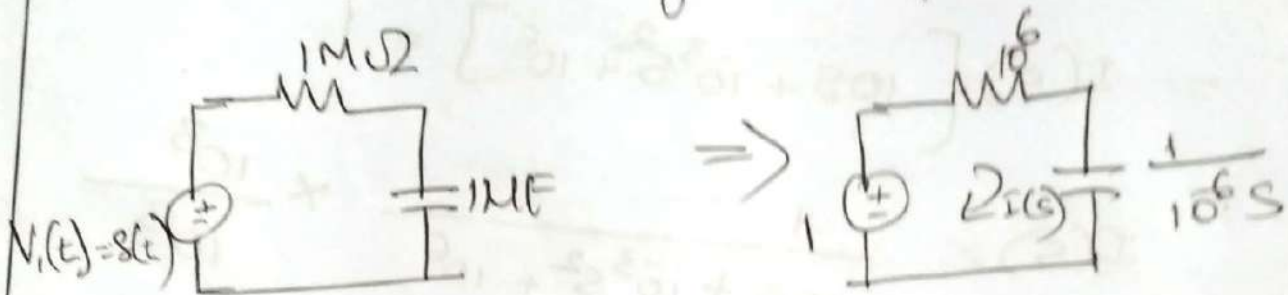 1MΩ 10^6
V₁(t)=δ(t) 1MF => 1 I(s) 1/(10^-6 S)